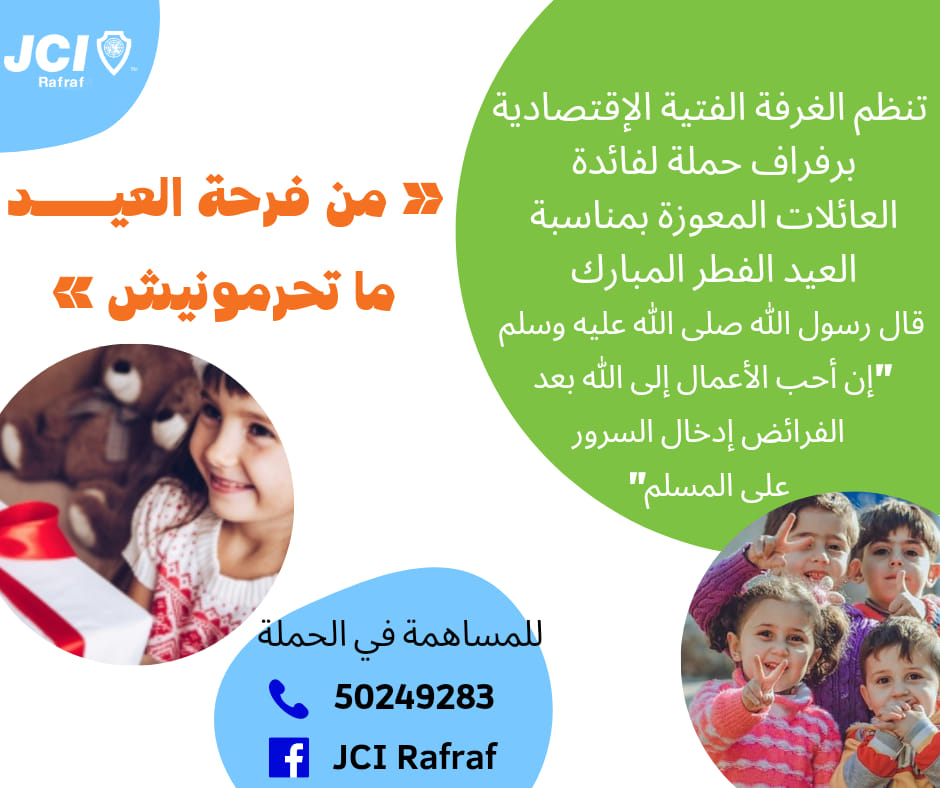 JCI
Rafraf
تنظم الغرفة الفتية الإقتصادية
برفراف حملة لفائدة
العائلات المعوزة بمناسبة
العيد الفطر المبارك
قال رسول الله صلى الله عليه وسلم
"إن أحب الأعمال إلى الله بعد
الفرائض إدخال السرور
على المسلم"
« من فرحة العيـــــد
ما تحرمونيش »
للمساهمة في الحملة
50249283
JCI Rafraf